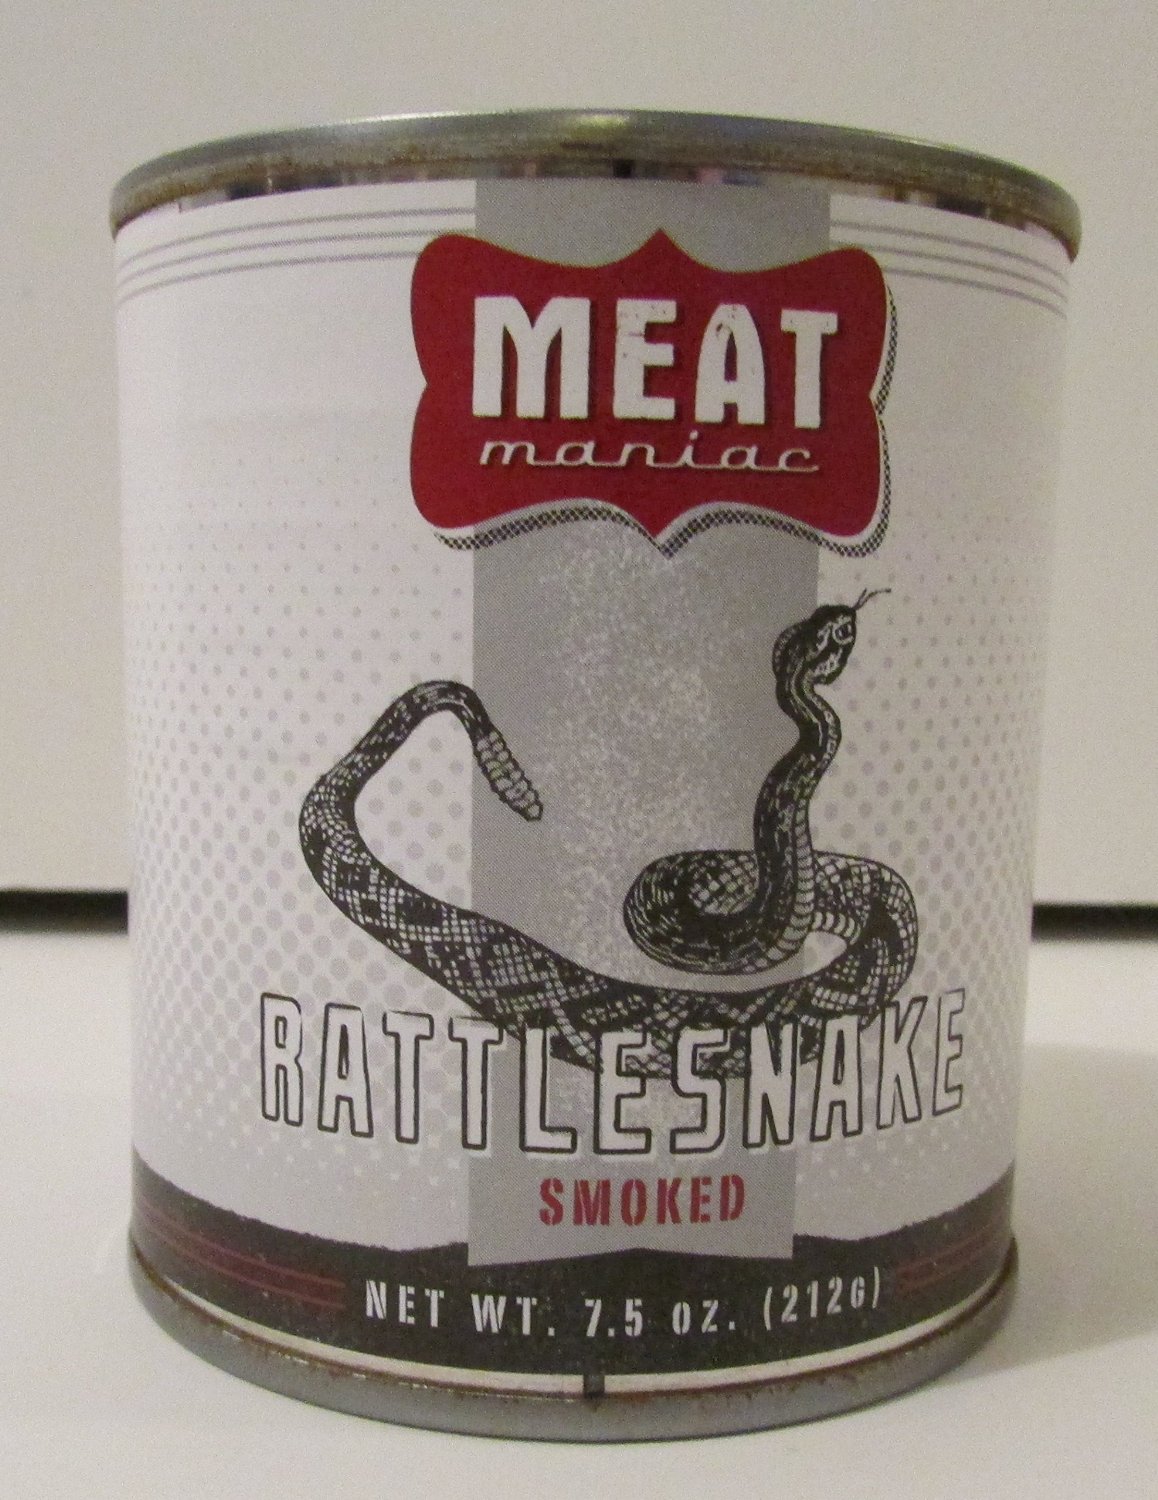 MEAT
maniac
RATTLESNAKE
SMOKED
NET WT. 7.5 oz. (212G)